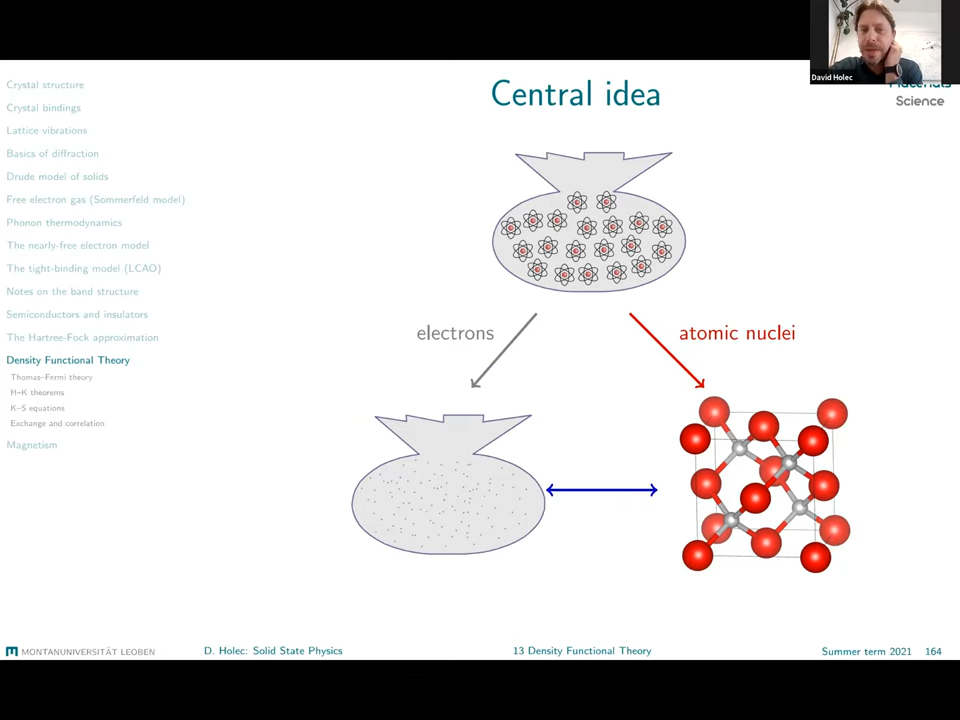 David Holec
Materials
Science
Central idea
Crystal structure
Crystal bindings
Lattice vibrations
Basics of diffraction
Drude model of solids
Free electron gas (Sommerfeld model)
Phonon thermodynamics
The nearly-free electron model
The tight-binding model (LCAO)
Notes on the band structure
Semiconductors and insulators
The Hartree-Fock approximation
Density Functional Theory
Thomas–Fermi theory
H–K theorems
K–S equations
Exchange and correlation
Magnetism
electrons
atomic nuclei
MONTANUNIVERSITÄT LEOBEN
D. Holec: Solid State Physics
13 Density Functional Theory
Summer term 2021 164